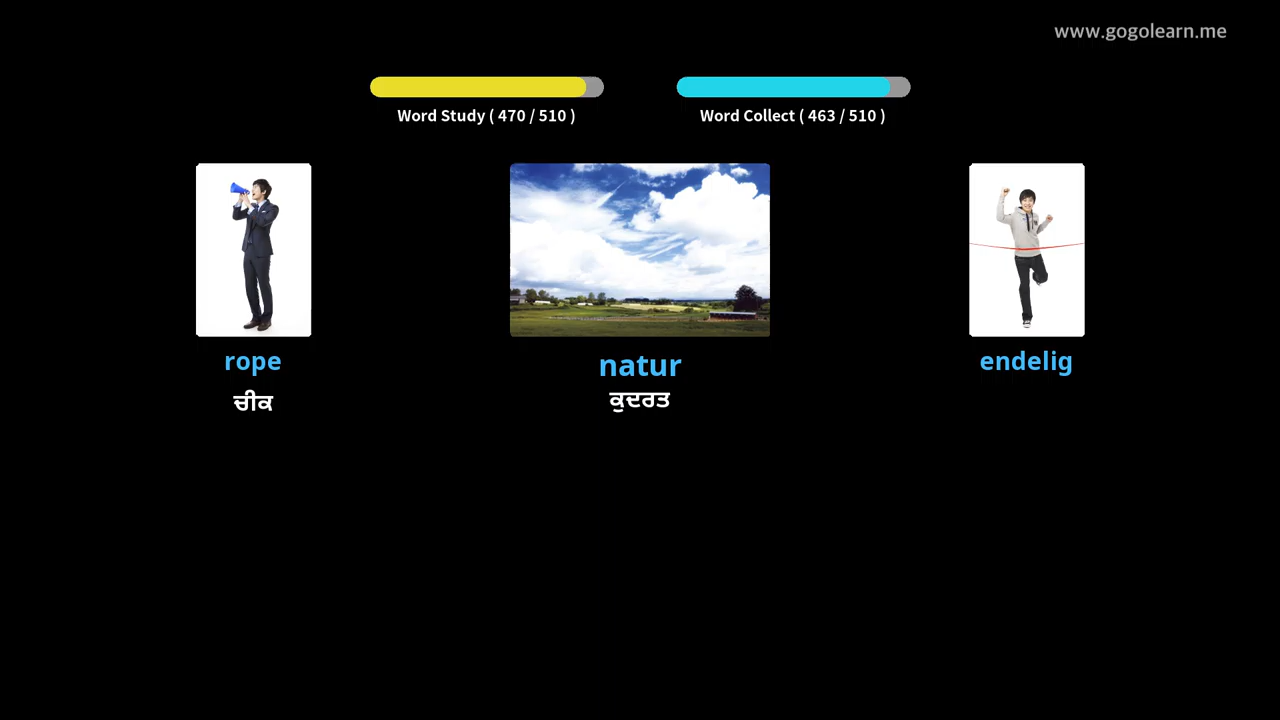 www.gogolearn.me
Word Study ( 470 / 510 )
Word Collect ( 463 / 510 )
rope
ਚੀਕ
natur
ਕੁਦਰਤ
endelig